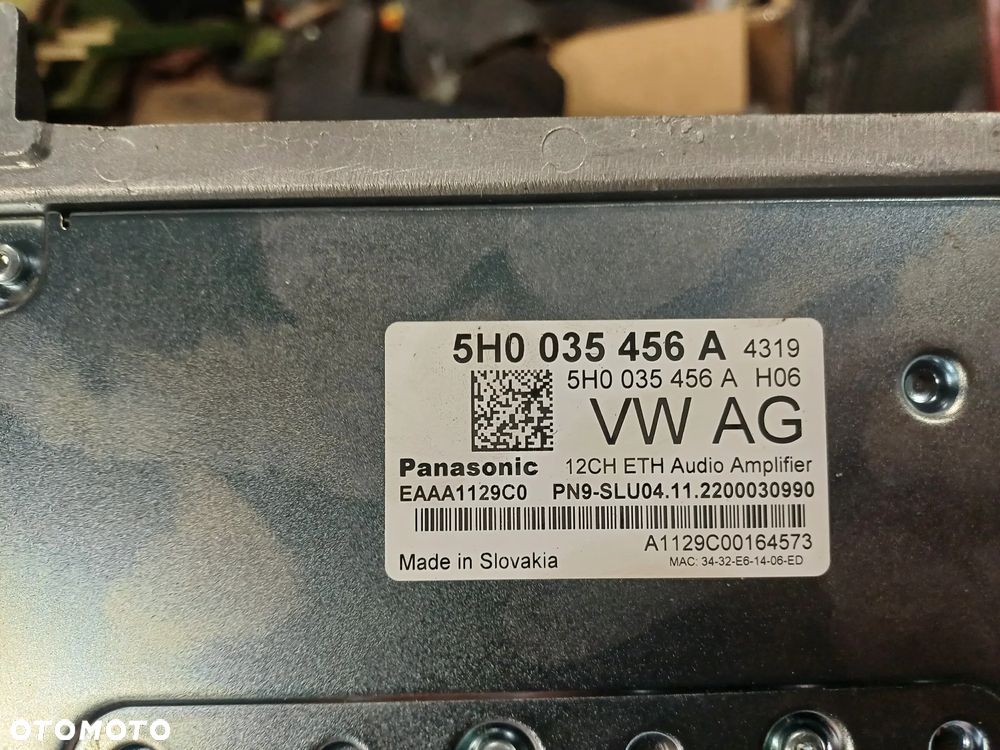 5H0 035 456 A 4319
5H0 035 456 A H06
VW AG
Panasonic 12CH ETH Audio Amplifier
EAAA1129C0 PN9-SLU04.11.2200030990
A1129C00164573
Made in Slovakia MAC: 34-32-E6-14-06-ED
OTOMOTO